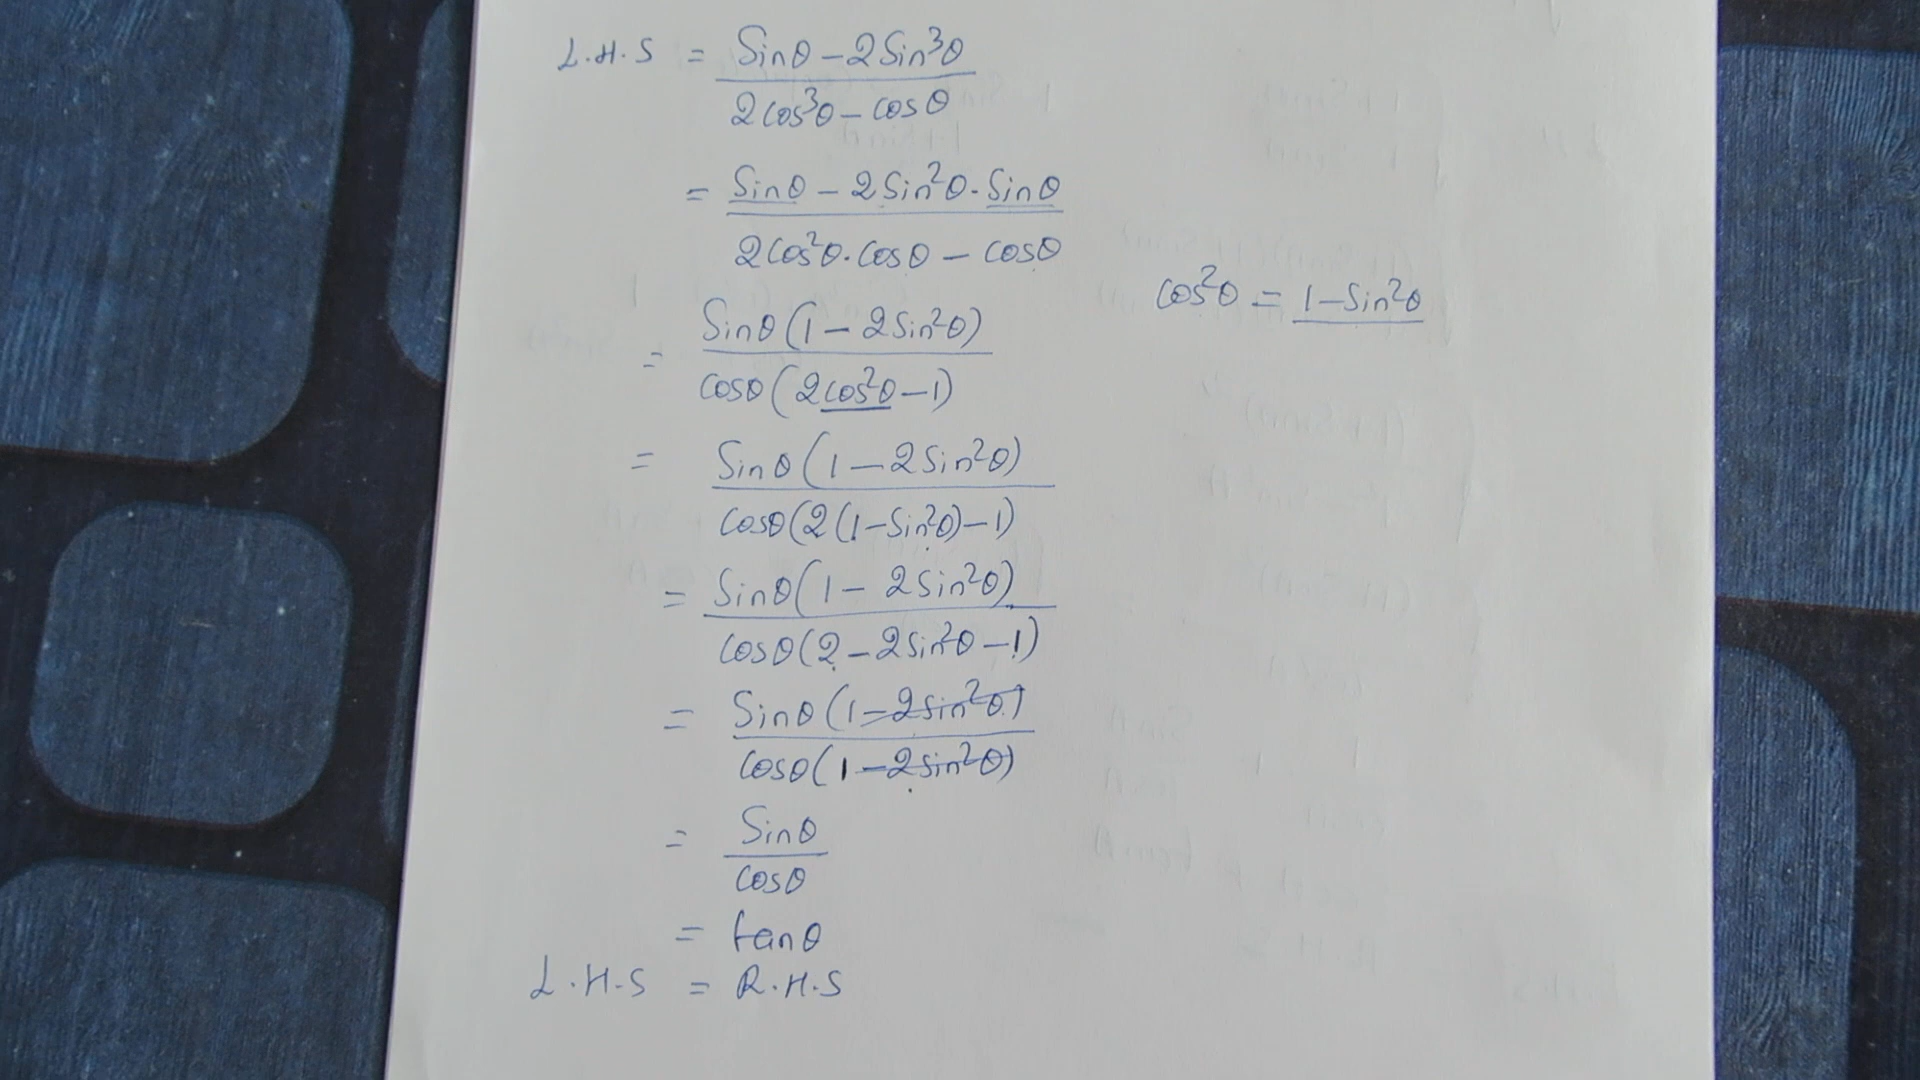 L.H.S = Sinθ – 2Sin³θ
2cos³θ – cosθ
= Sinθ – 2Sin²θ · Sinθ
2cos²θ · cosθ – cosθ
cos²θ = 1 – Sin²θ
= Sinθ (1 – 2Sin²θ)
cosθ (2cos²θ – 1)
= Sinθ (1 – 2Sin²θ)
cosθ (2 (1 – Sin²θ) – 1)
= Sinθ (1 – 2Sin²θ)
cosθ (2 – 2Sin²θ – 1)
= Sinθ (1 – 2Sin²θ)
cosθ (1 – 2Sin²θ)
= Sinθ
cosθ
= tanθ
L.H.S = R.H.S